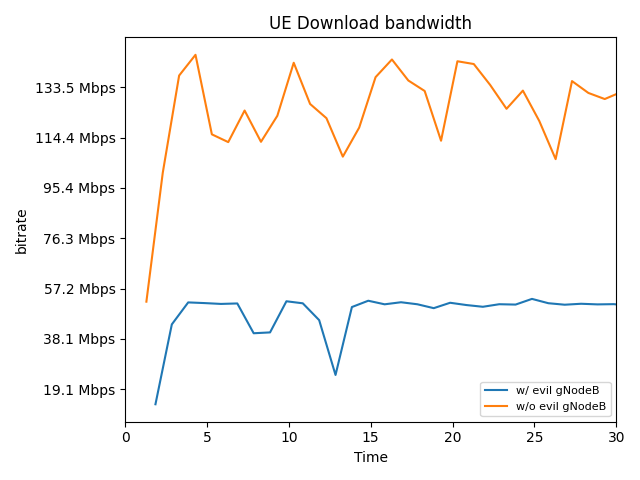 UE Download bandwidth
133.5 Mbps
114.4 Mbps
95.4 Mbps
76.3 Mbps
57.2 Mbps
38.1 Mbps
19.1 Mbps
bitrate
w/ evil gNodeB
w/o evil gNodeB
0 5 10 15 20 25 30
Time